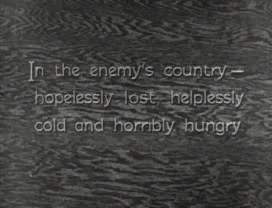 In the enemy's country—
hopelessly lost, helplessly
cold and horribly hungry.